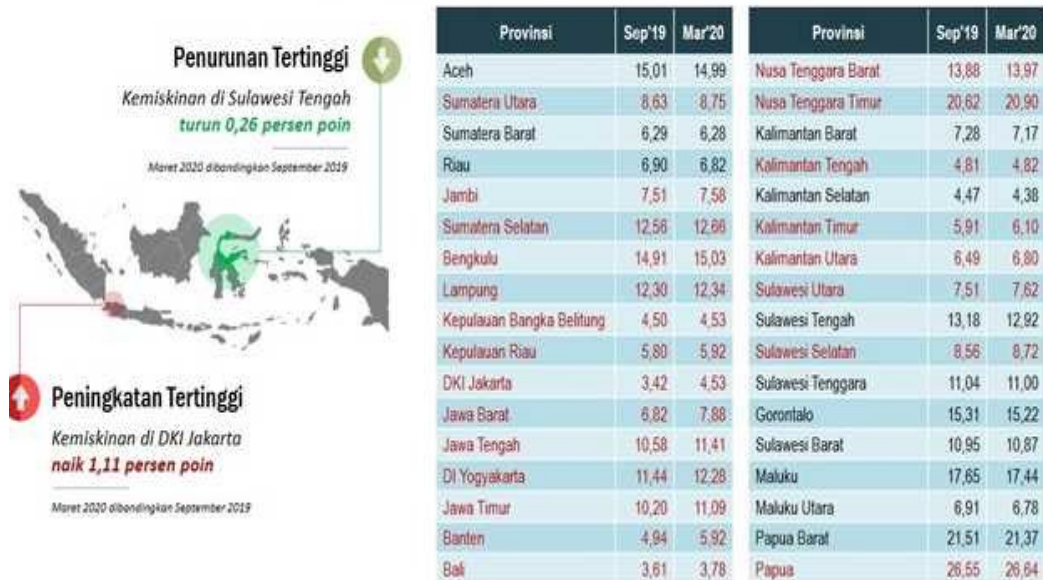 Penurunan Tertinggi
Kemiskinan di Sulawesi Tengah
turun 0,26 persen poin
Maret 2020 dibandingkan September 2019
Peningkatan Tertinggi
Kemiskinan di DKI Jakarta
naik 1,11 persen poin
Maret 2020 dibandingkan September 2019
Provinsi Sep'19 Mar'20
Aceh 15,01 14,99
Sumatera Utara 8,63 8,75
Sumatera Barat 6,29 6,28
Riau 6,90 6,82
Jambi 7,51 7,58
Sumatera Selatan 12,56 12,66
Bengkulu 14,91 15,03
Lampung 12,30 12,34
Kepulauan Bangka Belitung 4,50 4,53
Kepulauan Riau 5,80 5,92
DKI Jakarta 3,42 4,53
Jawa Barat 6,82 7,88
Jawa Tengah 10,58 11,41
DI Yogyakarta 11,44 12,28
Jawa Timur 10,20 11,09
Banten 4,94 5,92
Bali 3,61 3,78
Provinsi Sep'19 Mar'20
Nusa Tenggara Barat 13,88 13,97
Nusa Tenggara Timur 20,62 20,90
Kalimantan Barat 7,28 7,17
Kalimantan Tengah 4,81 4,82
Kalimantan Selatan 4,47 4,38
Kalimantan Timur 5,91 6,10
Kalimantan Utara 6,49 6,80
Sulawesi Utara 7,51 7,62
Sulawesi Tengah 13,18 12,92
Sulawesi Selatan 8,56 8,72
Sulawesi Tenggara 11,04 11,00
Gorontalo 15,31 15,22
Sulawesi Barat 10,95 10,87
Maluku 17,65 17,44
Maluku Utara 6,91 6,78
Papua Barat 21,51 21,37
Papua 26,55 26,64